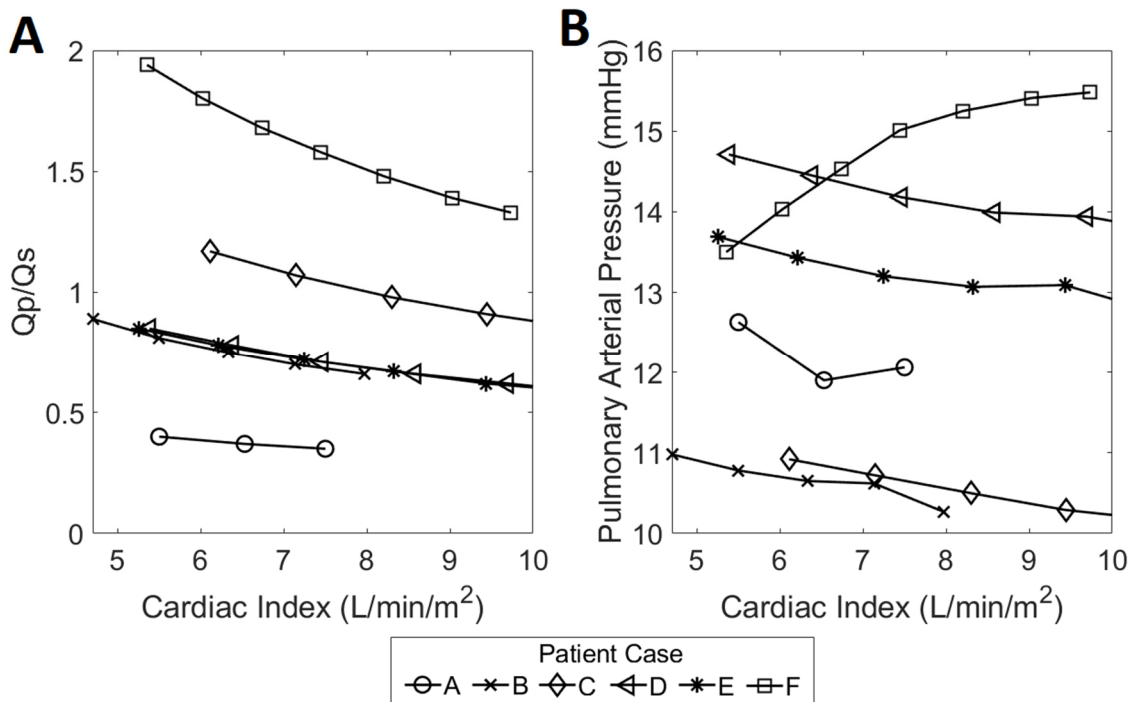 A
Qp/Qs
2
1.5
1
0.5
0
5 6 7 8 9 10
Cardiac Index (L/min/m²)
B
Pulmonary Arterial Pressure (mmHg)
16
15
14
13
12
11
10
5 6 7 8 9 10
Cardiac Index (L/min/m²)
Patient Case
A B C D E F